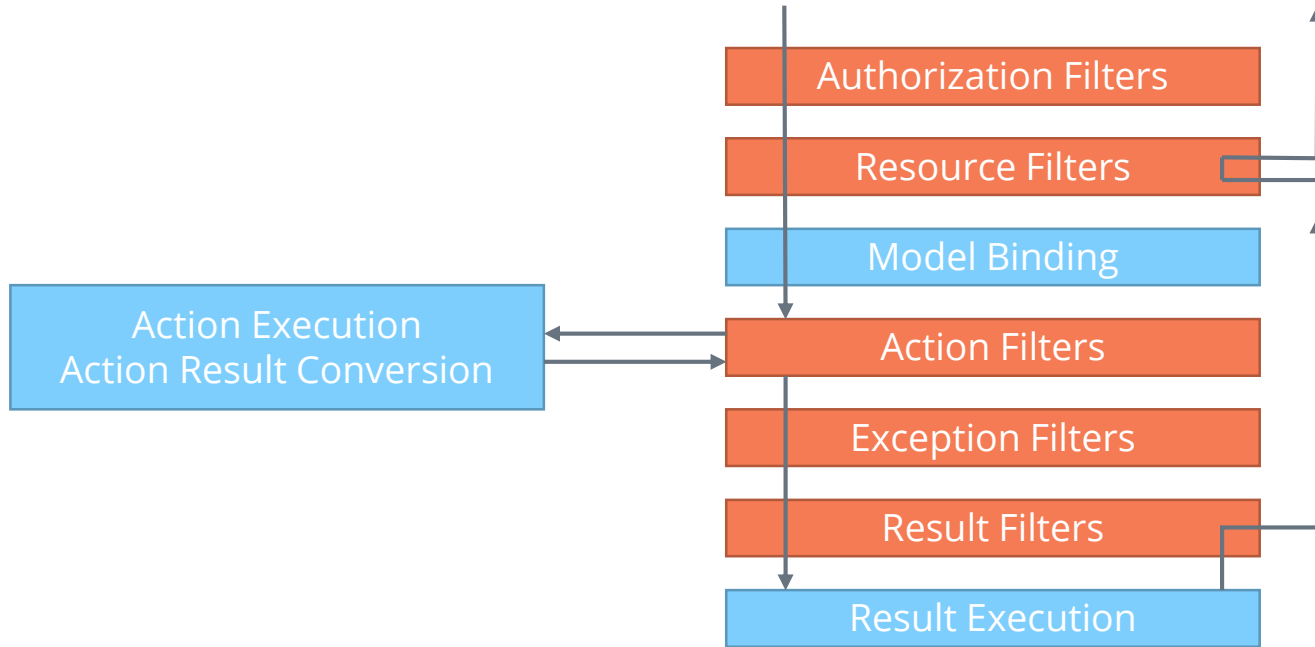 Authorization Filters
Resource Filters
Model Binding
Action Execution
Action Result Conversion
Action Filters
Exception Filters
Result Filters
Result Execution